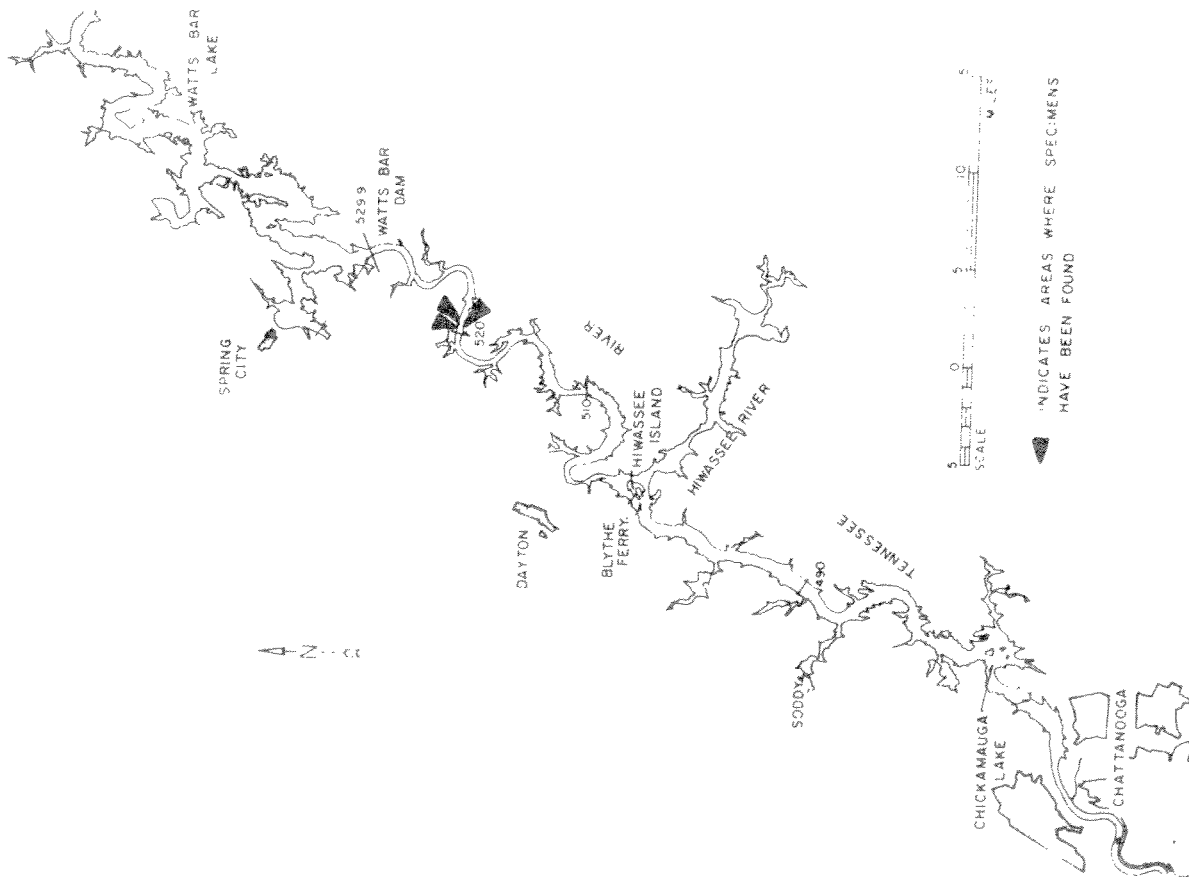 WATTS BAR
LAKE
5299
WATTS BAR
DAM
SPRING
CITY
520
RIVER
510
HIWASSEE
ISLAND
HIWASSEE RIVER
DAYTON
BLYTHE
FERRY
490
TENNESSEE
SODDY
CHICKAMAUGA
LAKE
CHATTANOOGA
N
5 0 5 10 5
SCALE
INDICATES AREAS WHERE SPECIMENS
HAVE BEEN FOUND